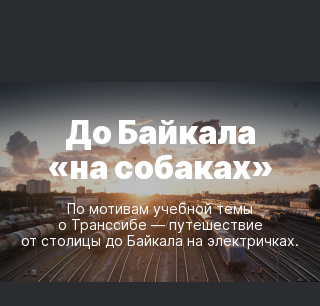 До Байкала
«на собаках»
По мотивам учебной темы
о Транссибе — путешествие
от столицы до Байкала на электричках.